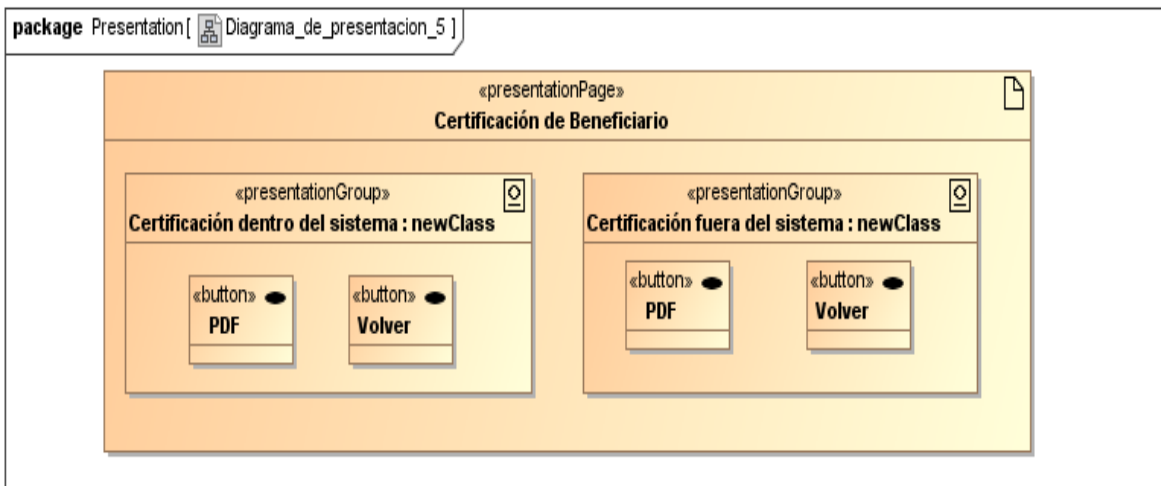 package Presentation[ Diagrama_de_presentacion_5 ]
«presentationPage»
Certificación de Beneficiario
«presentationGroup»
Certificación dentro del sistema : newClass
«button»
PDF
«button»
Volver
«presentationGroup»
Certificación fuera del sistema : newClass
«button»
PDF
«button»
Volver